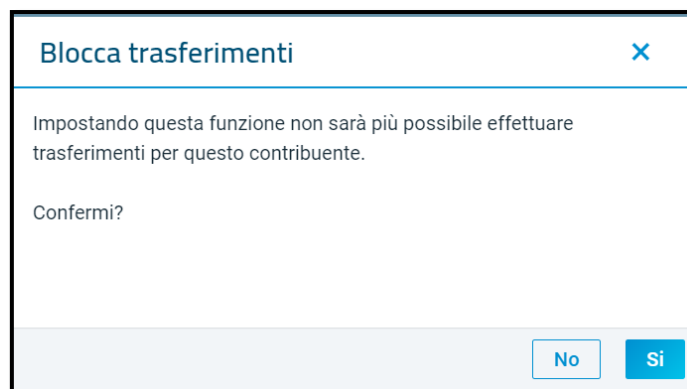 Blocca trasferimenti
Impostando questa funzione non sarà più possibile effettuare
trasferimenti per questo contribuente.
Confermi?
No
Si